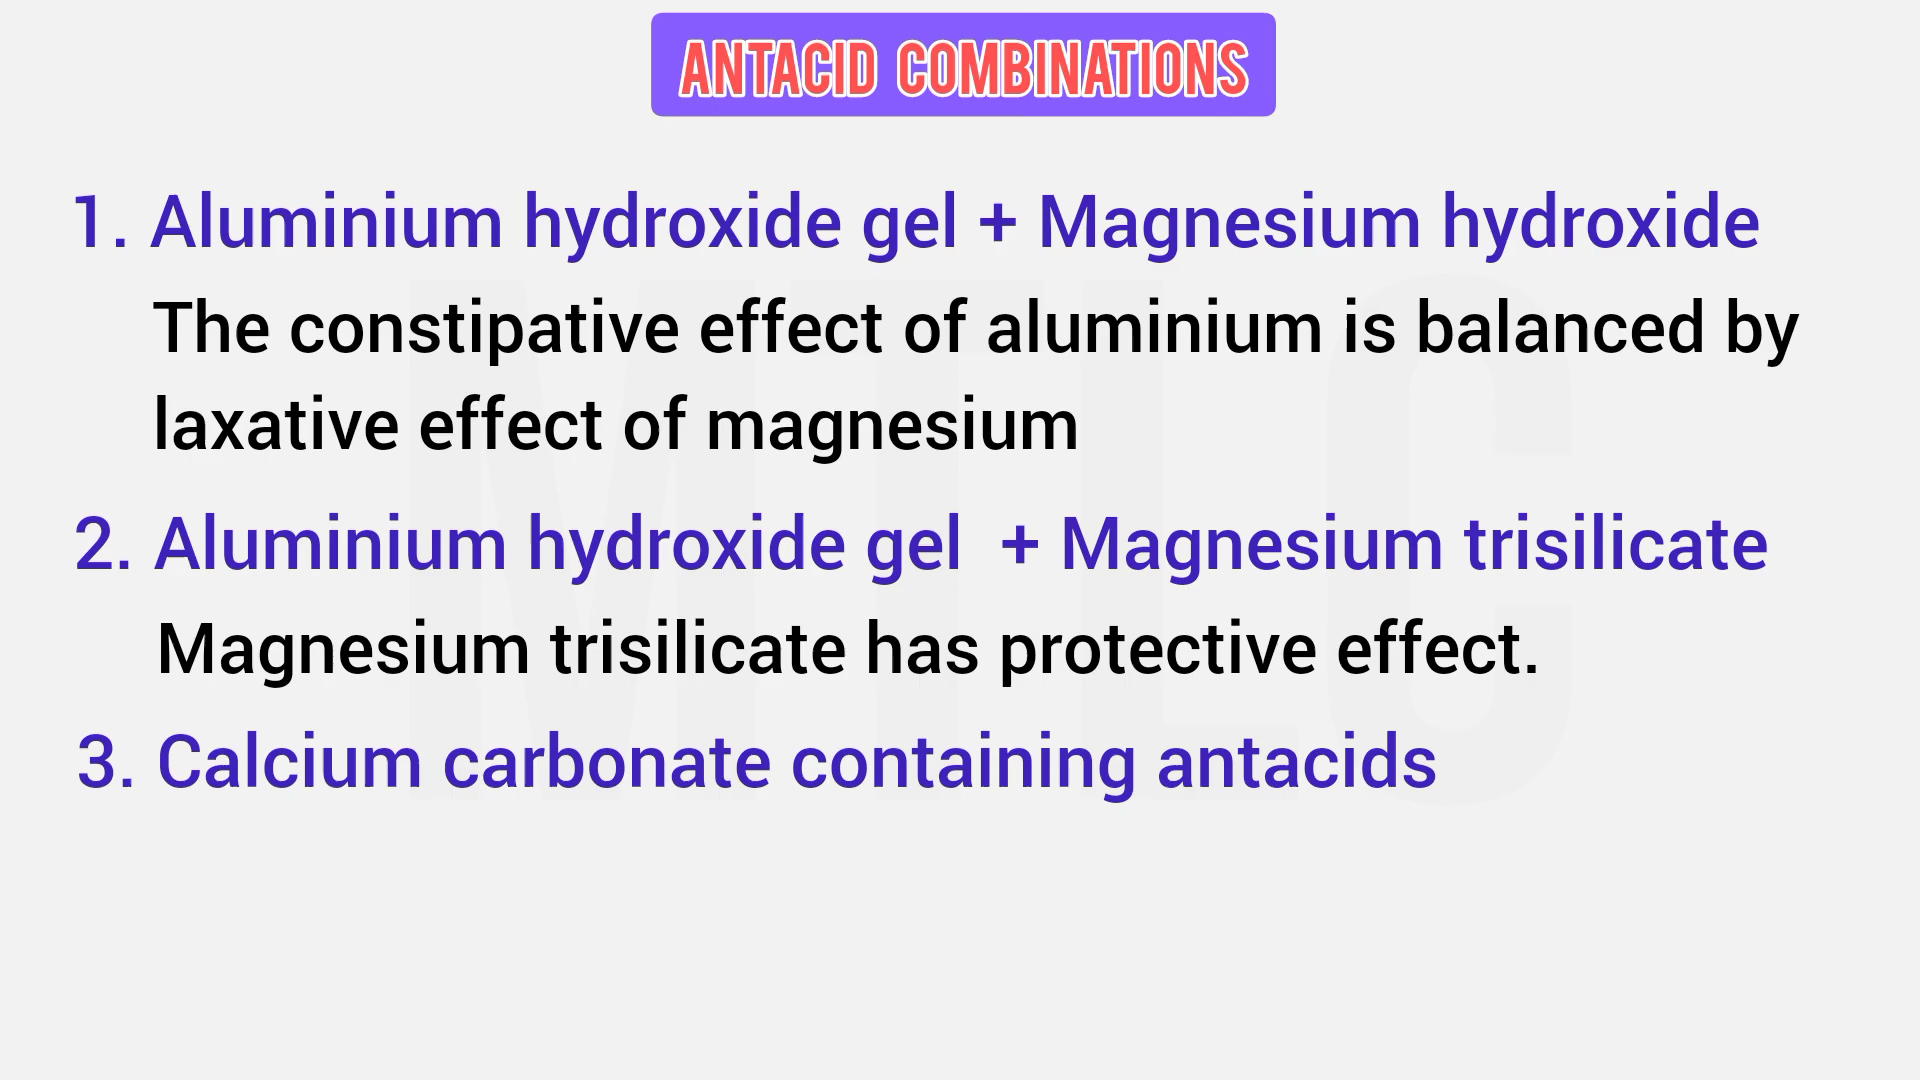 ANTACID COMBINATIONS
1. Aluminium hydroxide gel + Magnesium hydroxide
The constipative effect of aluminium is balanced by
laxative effect of magnesium
2. Aluminium hydroxide gel + Magnesium trisilicate
Magnesium trisilicate has protective effect.
3. Calcium carbonate containing antacids
MTLC